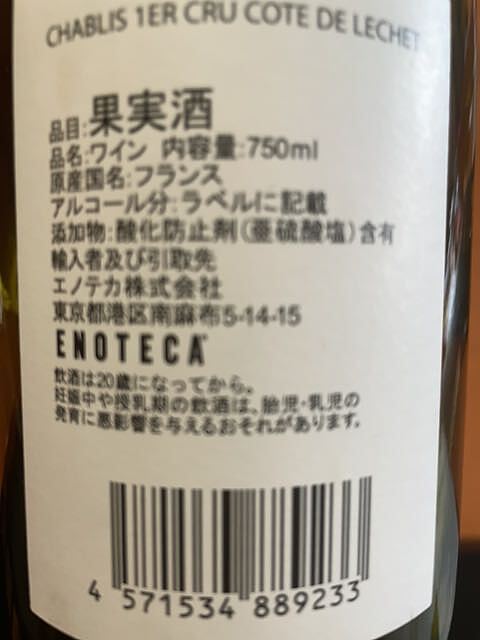 CHABLIS 1ER CRU COTE DE LECHET
品目:果実酒
品名:ワイン 内容量:750ml
原産国名:フランス
アルコール分:ラベルに記載
添加物:酸化防止剤(亜硫酸塩)含有
輸入者及び引取先
エノテカ株式会社
東京都港区南麻布5-14-15
ENOTECA
飲酒は20歳になってから。
妊娠中や授乳期の飲酒は、胎児・乳児の
発育に悪影響を与えるおそれがあります。
4 571534 889233